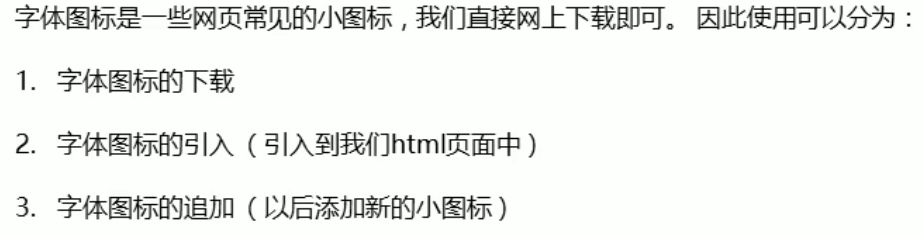 字体图标是一些网页常见的小图标，我们直接网上下载即可。 因此使用可以分为：
1. 字体图标的下载
2. 字体图标的引入（引入到我们html页面中）
3. 字体图标的追加（以后添加新的小图标）